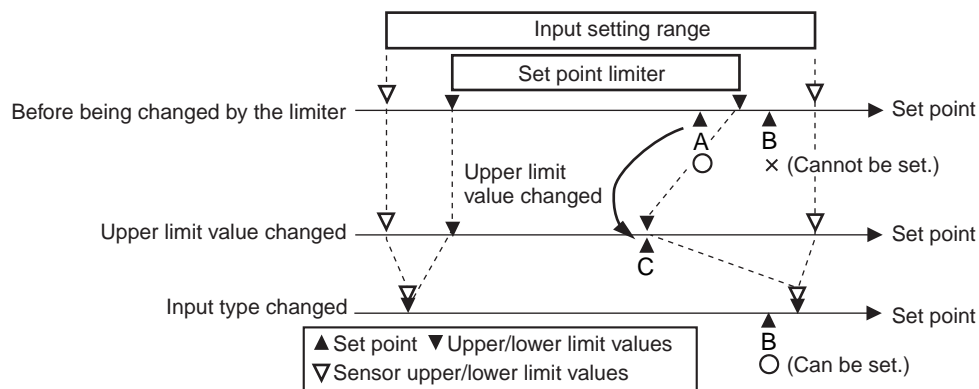 Input setting range
Set point limiter
Before being changed by the limiter
Set point
A
B
× (Cannot be set.)
Upper limit
value changed
Upper limit value changed
Set point
C
Input type changed
Set point
B
(Can be set.)
▲ Set point ▼ Upper/lower limit values
▽ Sensor upper/lower limit values